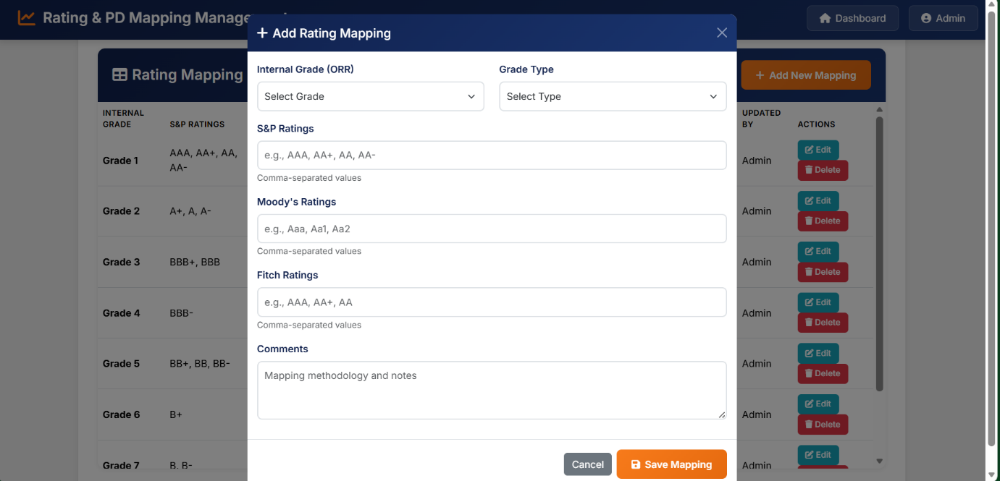 Rating & PD Mapping Manage
Dashboard
Admin
Add Rating Mapping
Rating Mapping
Add New Mapping
Internal Grade (ORR)
Grade Type
Select Grade
Select Type
S&P Ratings
e.g., AAA, AA+, AA, AA-
Comma-separated values
Moody's Ratings
e.g., Aaa, Aa1, Aa2
Comma-separated values
Fitch Ratings
e.g., AAA, AA+, AA
Comma-separated values
Comments
Mapping methodology and notes
Cancel
Save Mapping
INTERNAL
GRADE
S&P RATINGS
UPDATED
BY
ACTIONS
Grade 1
AAA, AA+, AA,
AA-
Admin
Edit
Delete
Grade 2
A+, A, A-
Admin
Edit
Delete
Grade 3
BBB+, BBB
Admin
Edit
Delete
Grade 4
BBB-
Admin
Edit
Delete
Grade 5
BB+, BB, BB-
Admin
Edit
Delete
Grade 6
B+
Admin
Edit
Delete
Grade 7
B, B-
Admin
Edit